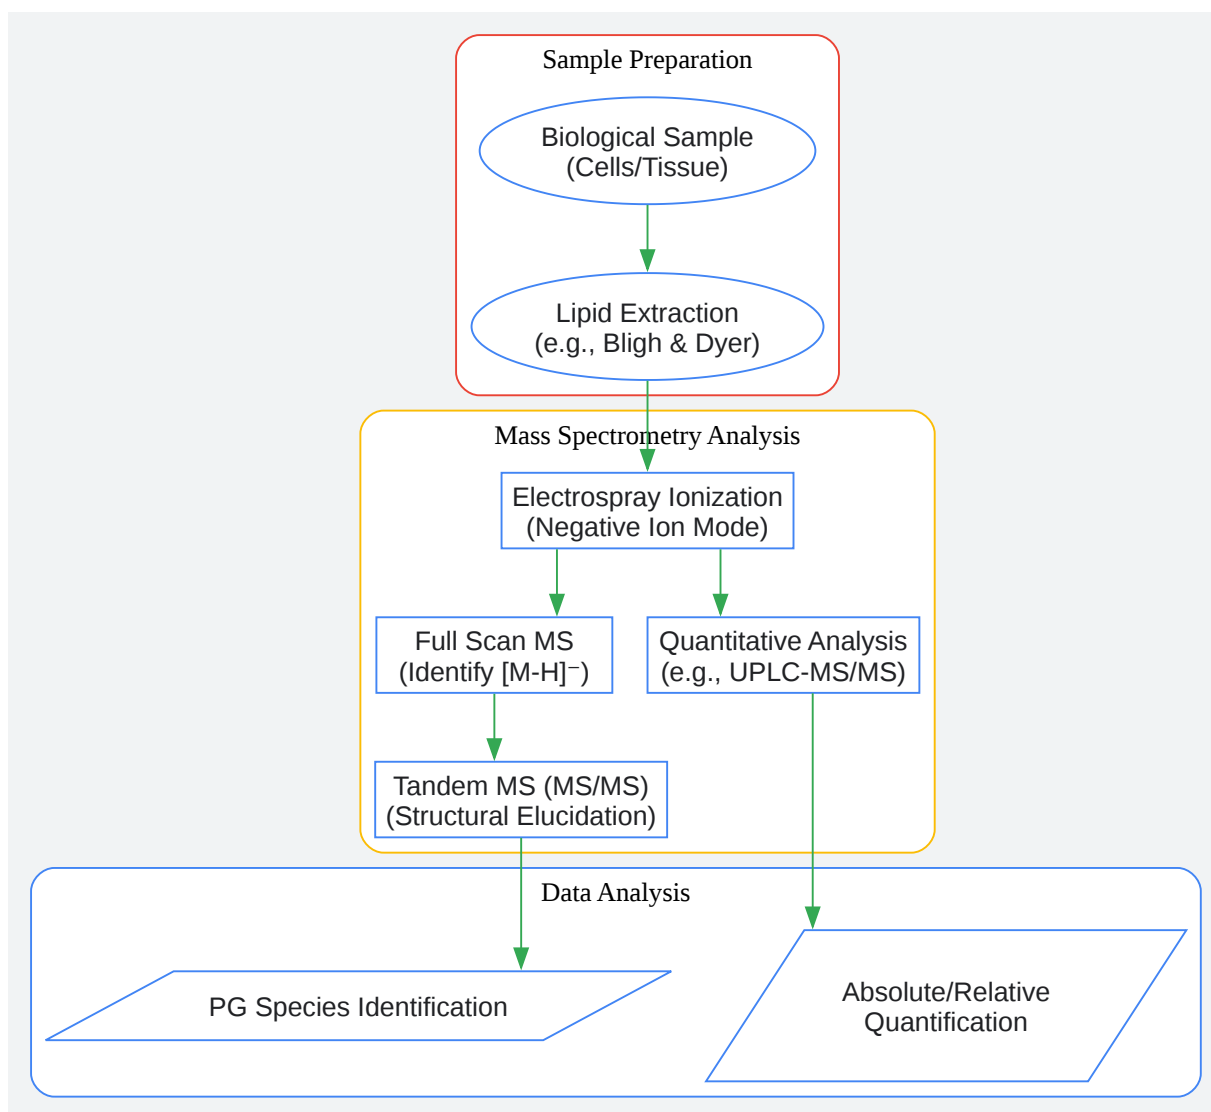 Sample Preparation
Biological Sample
(Cells/Tissue)
Lipid Extraction
(e.g., Bligh & Dyer)
Mass Spectrometry Analysis
Electrospray Ionization
(Negative Ion Mode)
Full Scan MS
(Identify [M-H]⁻)
Quantitative Analysis
(e.g., UPLC-MS/MS)
Tandem MS (MS/MS)
(Structural Elucidation)
Data Analysis
PG Species Identification
Absolute/Relative
Quantification